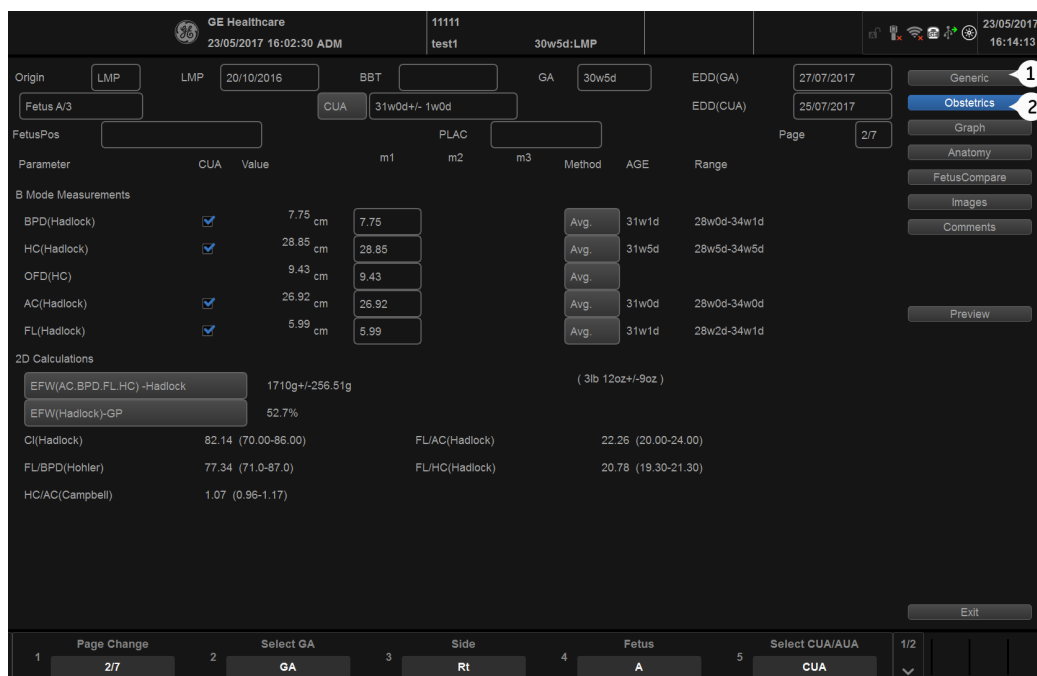 GE Healthcare 11111 23/05/2017
23/05/2017 16:02:30 ADM test1 30w5d:LMP 16:14:13
Origin LMP LMP 20/10/2016 BBT GA 30w5d EDD(GA) 27/07/2017 Generic 1
Fetus A/3 CUA 31w0d+/- 1w0d EDD(CUA) 25/07/2017 Obstetrics 2
FetusPos PLAC Page 2/7 Graph
Parameter CUA Value m1 m2 m3 Method AGE Range Anatomy
FetusCompare
B Mode Measurements Images
BPD(Hadlock) 7.75 cm 7.75 Avg. 31w1d 28w0d-34w1d Comments
HC(Hadlock) 28.85 cm 28.85 Avg. 31w5d 28w5d-34w5d
OFD(HC) 9.43 cm 9.43 Avg.
AC(Hadlock) 26.92 cm 26.92 Avg. 31w0d 28w0d-34w0d Preview
FL(Hadlock) 5.99 cm 5.99 Avg. 31w1d 28w2d-34w1d
2D Calculations
EFW(AC.BPD.FL.HC) -Hadlock 1710g+/-256.51g ( 3lb 12oz+/-9oz )
EFW(Hadlock)-GP 52.7%
CI(Hadlock) 82.14 (70.00-86.00) FL/AC(Hadlock) 22.26 (20.00-24.00)
FL/BPD(Hohler) 77.34 (71.0-87.0) FL/HC(Hadlock) 20.78 (19.30-21.30)
HC/AC(Campbell) 1.07 (0.96-1.17)
Exit
Page Change Select GA Side Fetus Select CUA/AUA 1/2
1 2/7 2 GA 3 Rt 4 A 5 CUA